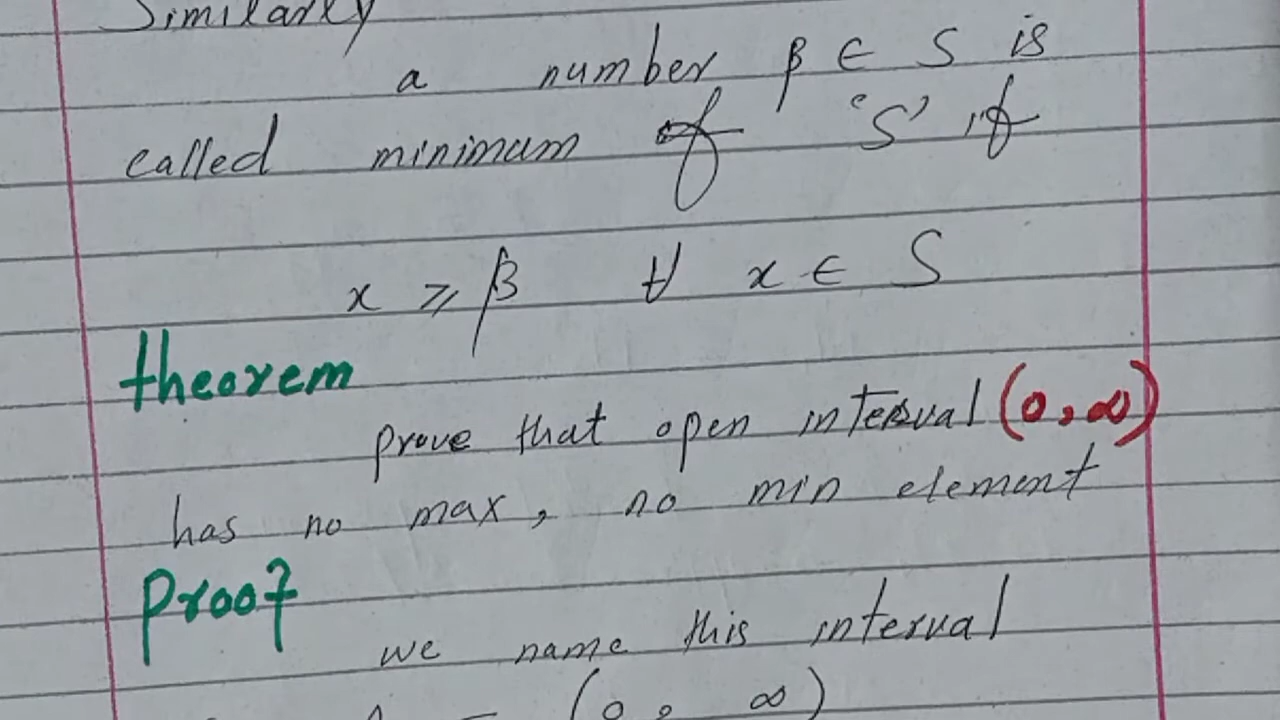 Similarly
a number β ∈ S is
called minimum of 'S' if
x ⩾ β ∀ x ∈ S
theorem
prove that open interval (0, ∞)
has no max, no min element
Proof
we name this interval
(0, ∞)